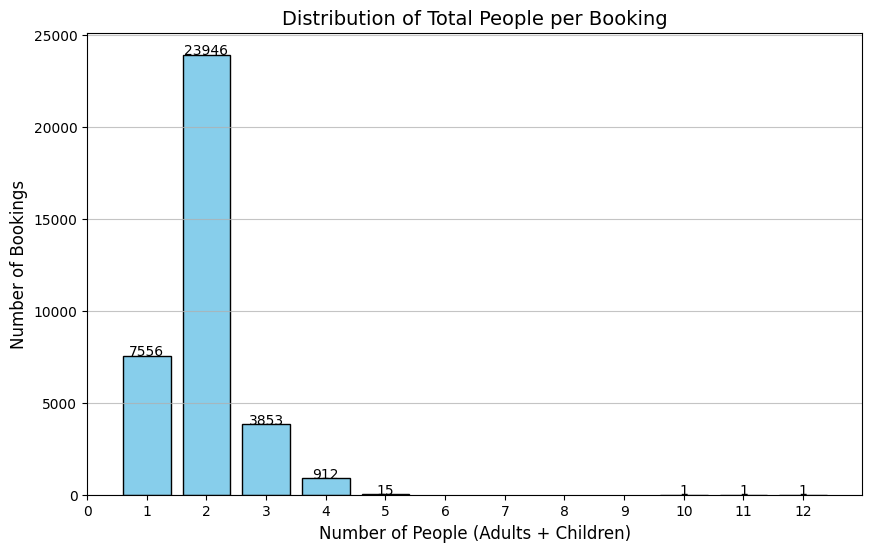 Distribution of Total People per Booking
25000
23946
20000
15000
10000
7556
5000
3853
912
15
1 1 1
0
0 1 2 3 4 5 6 7 8 9 10 11 12
Number of Bookings
Number of People (Adults + Children)